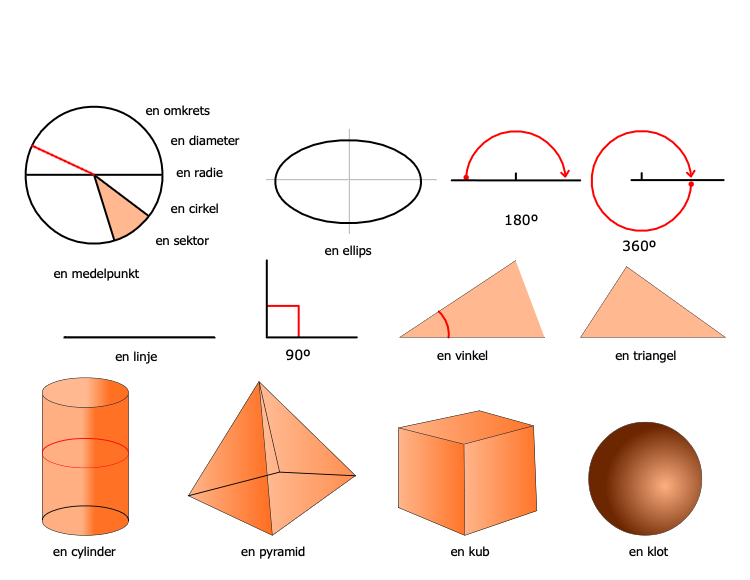 en omkrets
en diameter
en radie
en cirkel
en sektor
en medelpunkt
en ellips
180º
360º
en linje
90º
en vinkel
en triangel
en cylinder
en pyramid
en kub
en klot